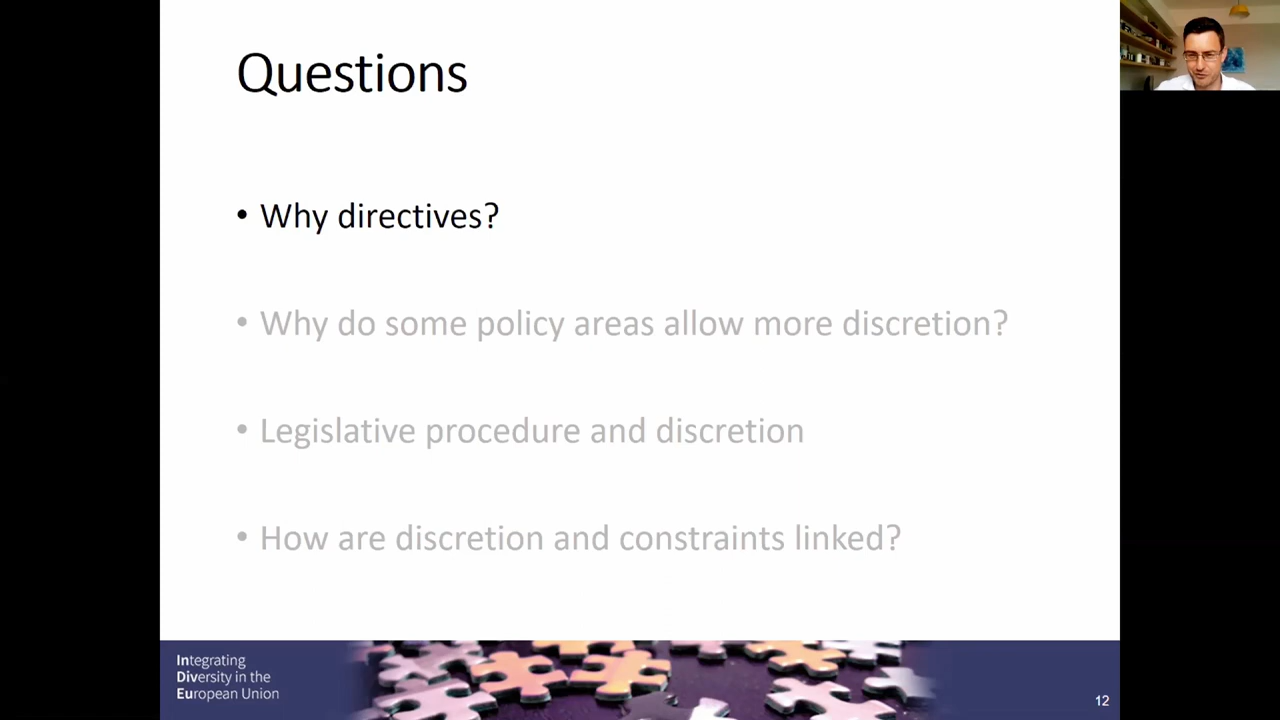 Questions
• Why directives?
• Why do some policy areas allow more discretion?
• Legislative procedure and discretion
• How are discretion and constraints linked?
Integrating
Diversity in the
European Union
12